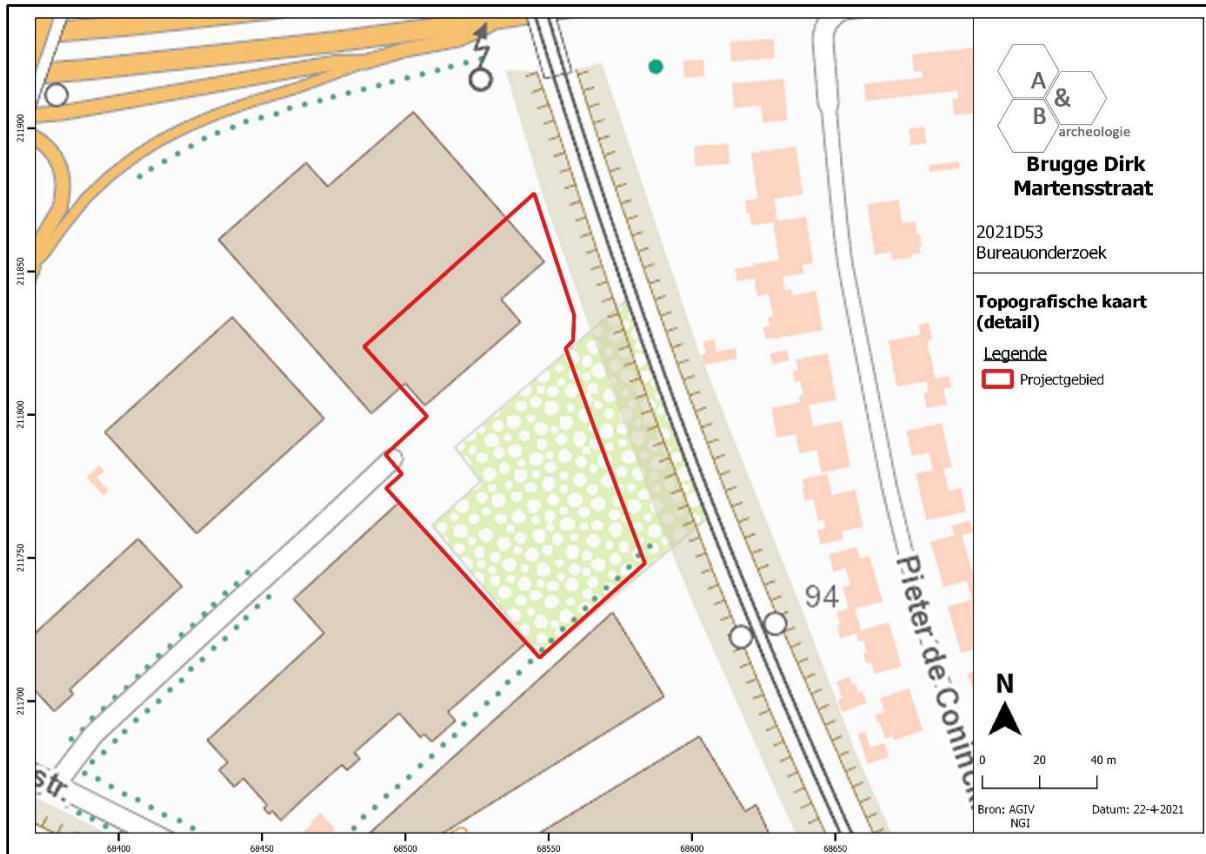 211900
211850
211800
211750
211700
68400
68450
68500
68550
68600
68650
94
Pieter-de-Coninck
str.
A
&
B
archeologie
Brugge Dirk
Martensstraat
2021D53
Bureauonderzoek
Topografische kaart
(detail)
Legende
Projectgebied
N
0 20 40 m
Bron: AGIV Datum: 22-4-2021
NGI